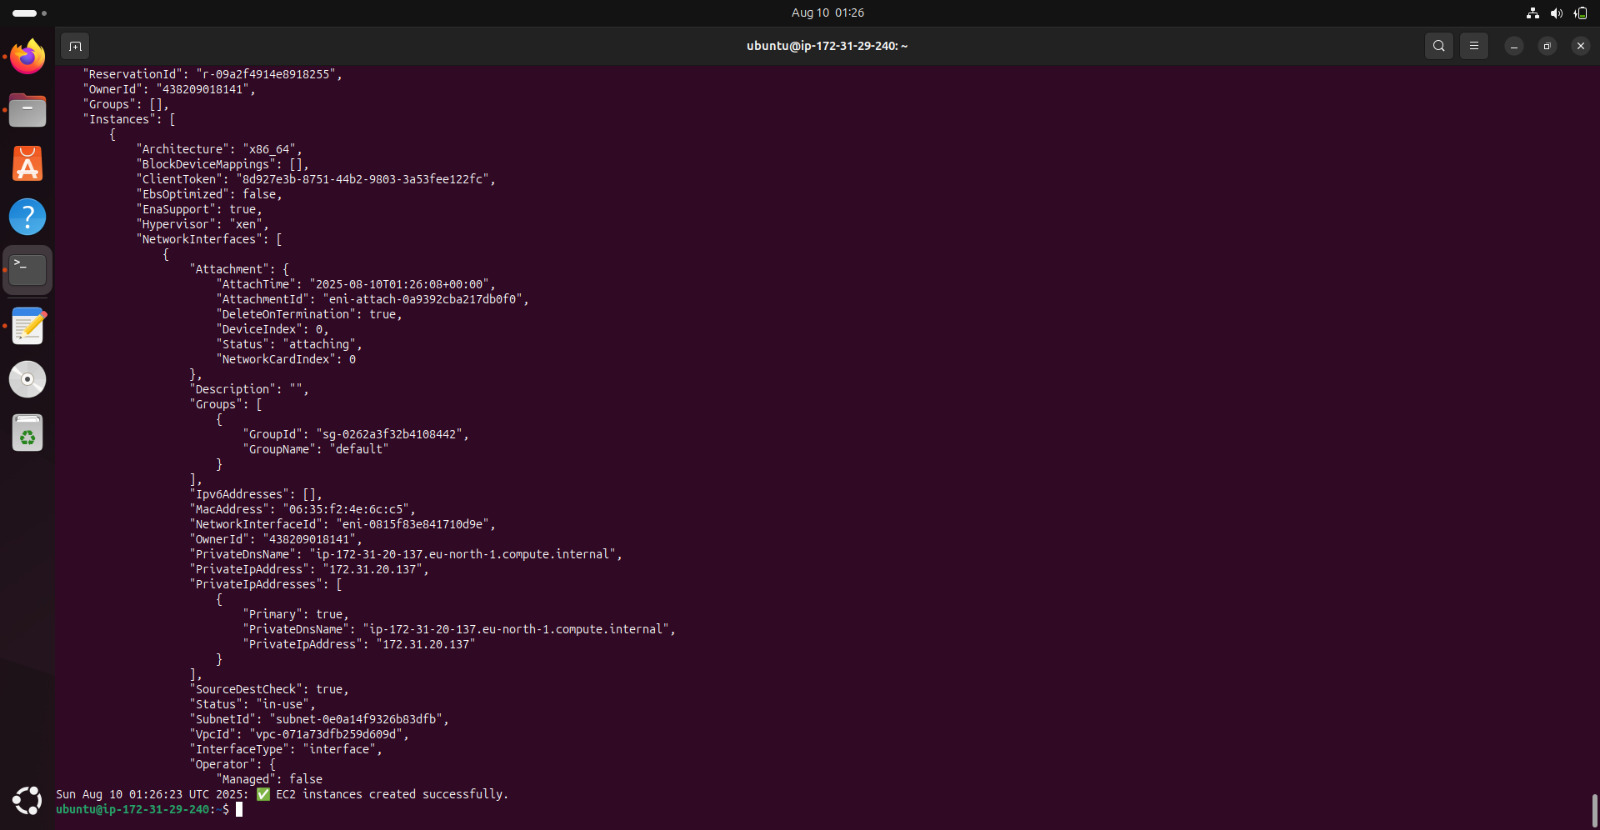 Aug 10 01:26
ubuntu@ip-172-31-29-240: ~
"ReservationId": "r-09a2f4914e8918255",
"OwnerId": "438209018141",
"Groups": [],
"Instances": [
{
"Architecture": "x86_64",
"BlockDeviceMappings": [],
"ClientToken": "8d927e3b-8751-44b2-9803-3a53fee122fc",
"EbsOptimized": false,
"EnaSupport": true,
"Hypervisor": "xen",
"NetworkInterfaces": [
{
"Attachment": {
"AttachTime": "2025-08-10T01:26:08+00:00",
"AttachmentId": "eni-attach-0a9392cba217db0f0",
"DeleteOnTermination": true,
"DeviceIndex": 0,
"Status": "attaching",
"NetworkCardIndex": 0
},
"Description": "",
"Groups": [
{
"GroupId": "sg-0262a3f32b4108442",
"GroupName": "default"
}
],
"Ipv6Addresses": [],
"MacAddress": "06:35:f2:4e:6c:c5",
"NetworkInterfaceId": "eni-0815f83e841710d9e",
"OwnerId": "438209018141",
"PrivateDnsName": "ip-172-31-20-137.eu-north-1.compute.internal",
"PrivateIpAddress": "172.31.20.137",
"PrivateIpAddresses": [
{
"Primary": true,
"PrivateDnsName": "ip-172-31-20-137.eu-north-1.compute.internal",
"PrivateIpAddress": "172.31.20.137"
}
],
"SourceDestCheck": true,
"Status": "in-use",
"SubnetId": "subnet-0e0a14f9326b83dfb",
"VpcId": "vpc-071a73dfb259d609d",
"InterfaceType": "interface",
"Operator": {
"Managed": false
Sun Aug 10 01:26:23 UTC 2025: ✅ EC2 instances created successfully.
ubuntu@ip-172-31-29-240:~$